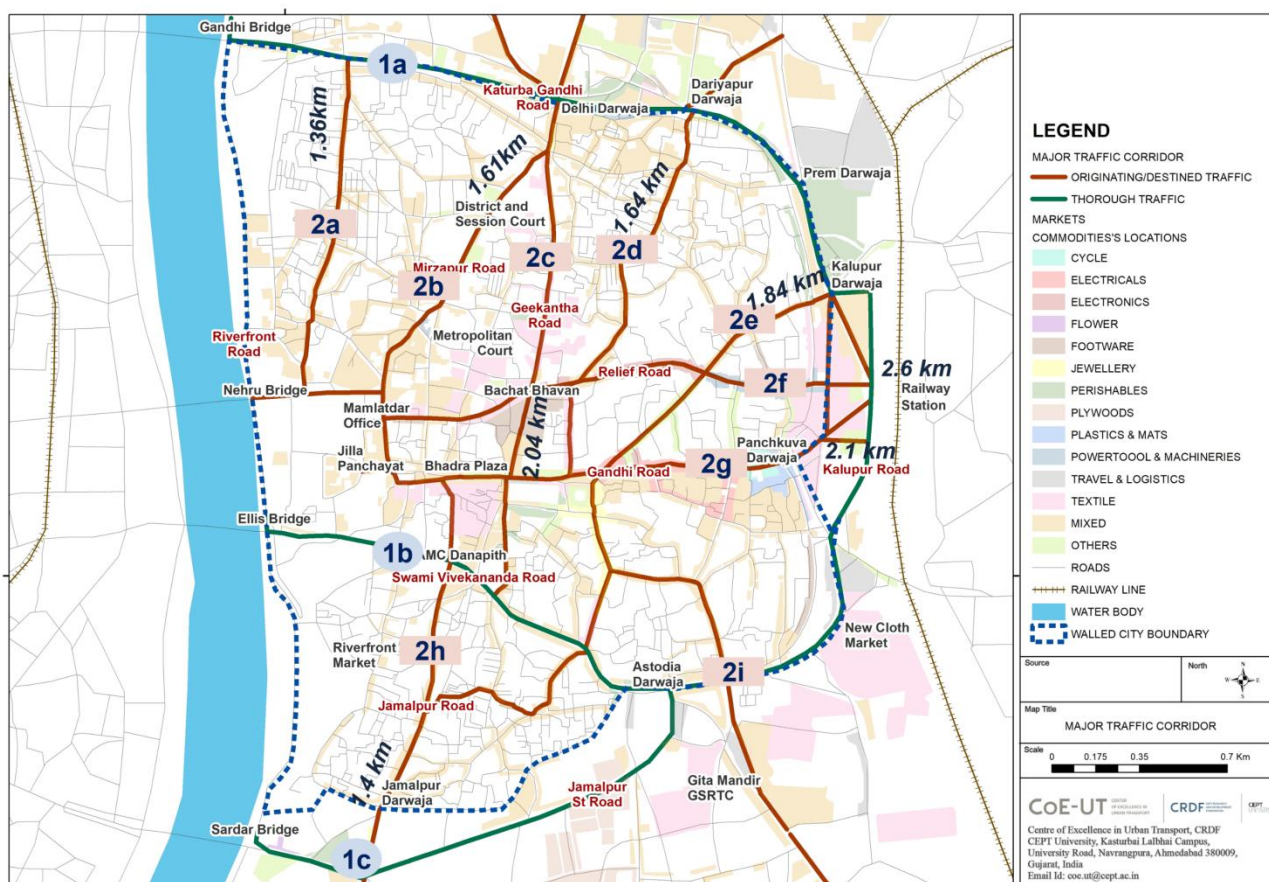 Gandhi Bridge
1a
Katurba Gandhi
Road
Delhi Darwaja
Dariyapur
Darwaja
1.36km
1.61km
1.64 km
Prem Darwaja
District and
Session Court
2a
2b
2c
2d
Mirzapur Road
Kalupur
Darwaja
1.84 km
2e
Geekantha
Road
Riverfront
Road
Metropolitan
Court
Relief Road
2f
2.6 km
Railway
Station
Nehru Bridge
Bachat Bhavan
Mamlatdar
Office
2.04 km
Jilla
Panchayat
Bhadra Plaza
Gandhi Road
2g
Panchkuva
Darwaja
2.1 km
Kalupur Road
Ellis Bridge
1b
AMC Danapith
Swami Vivekananda Road
New Cloth
Market
Riverfront
Market
2h
Astodia
Darwaja
2i
Jamalpur Road
1.4 km
Jamalpur
Darwaja
Jamalpur
St Road
Gita Mandir
GSRTC
Sardar Bridge
1c
LEGEND
MAJOR TRAFFIC CORRIDOR
ORIGINATING/DESTINED TRAFFIC
THOROUGH TRAFFIC
MARKETS
COMMODITIES'S LOCATIONS
CYCLE
ELECTRICALS
ELECTRONICS
FLOWER
FOOTWARE
JEWELLERY
PERISHABLES
PLYWOODS
PLASTICS & MATS
POWERTOOOL & MACHINERIES
TRAVEL & LOGISTICS
TEXTILE
MIXED
OTHERS
ROADS
RAILWAY LINE
WATER BODY
WALLED CITY BOUNDARY
Source
North
N
W E
S
Map Title
MAJOR TRAFFIC CORRIDOR
Scale
0 0.175 0.35 0.7 Km
CoE-UT CENTER OF EXCELLENCE IN URBAN TRANSPORT
CRDF
CEPT
Centre of Excellence in Urban Transport, CRDF
CEPT University, Kasturbai Lalbhai Campus,
University Road, Navrangpura, Ahmedabad 380009,
Gujarat, India
Email Id: coe.ut@cept.ac.in